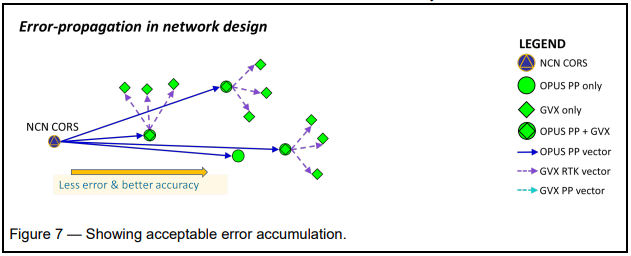 Error-propagation in network design
NCN CORS
Less error & better accuracy
LEGEND
NCN CORS
OPUS PP only
GVX only
OPUS PP + GVX
OPUS PP vector
GVX RTK vector
GVX PP vector
Figure 7 — Showing acceptable error accumulation.